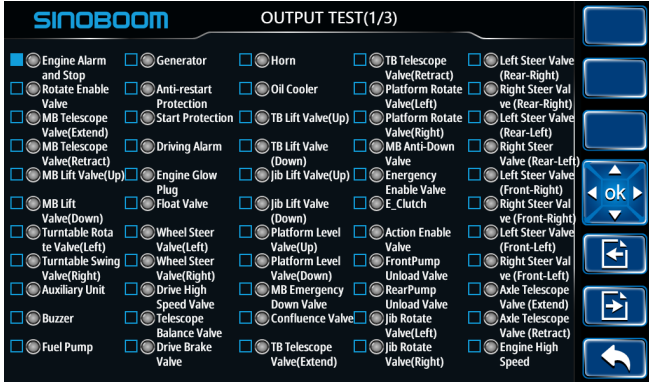 SINOBOOM
OUTPUT TEST(1/3)
Engine Alarm
and Stop
Rotate Enable
Valve
MB Telescope
Valve(Extend)
MB Telescope
Valve(Retract)
MB Lift Valve(Up)
MB Lift
Valve(Down)
Turntable Rota
te Valve(Left)
Turntable Swing
Valve(Right)
Auxiliary Unit
Buzzer
Fuel Pump
Generator
Anti-restart
Protection
Start Protection
Driving Alarm
Engine Glow
Plug
Float Valve
Wheel Steer
Valve(Left)
Wheel Steer
Valve(Right)
Drive High
Speed Valve
Telescope
Balance Valve
Drive Brake
Valve
Horn
Oil Cooler
TB Lift Valve(Up)
TB Lift Valve
(Down)
Jib Lift Valve(Up)
Jib Lift Valve
(Down)
Platform Level
Valve(Up)
Platform Level
Valve(Down)
MB Emergency
Down Valve
Confluence Valve
TB Telescope
Valve(Extend)
TB Telescope
Valve(Retract)
Platform Rotate
Valve(Left)
Platform Rotate
Valve(Right)
MB Anti-Down
Valve
Emergency
Enable Valve
E_Clutch
Action Enable
Valve
FrontPump
Unload Valve
RearPump
Unload Valve
Jib Rotate
Valve(Left)
Jib Rotate
Valve(Right)
Left Steer Valve
(Rear-Right)
Right Steer Val
ve (Rear-Right)
Left Steer Valve
(Rear-Left)
Right Steer
Valve (Rear-Left)
Left Steer Valve
(Front-Right)
Right Steer Val
ve (Front-Right)
Left Steer Valve
(Front-Left)
Right Steer Val
ve (Front-Left)
Axle Telescope
Valve (Extend)
Axle Telescope
Valve (Retract)
Engine High
Speed
ok